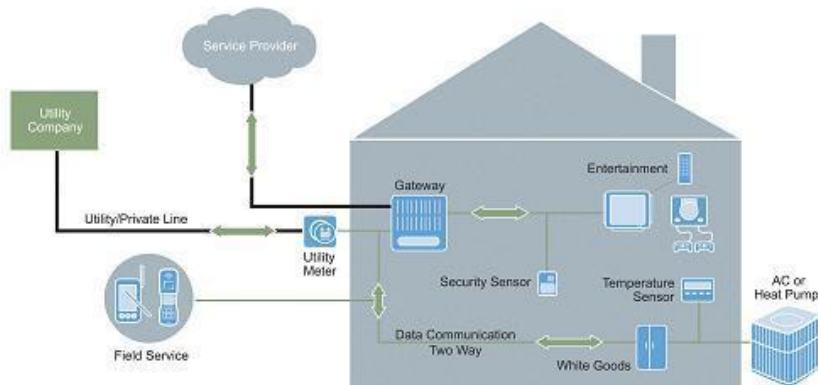 Service Provider
Utility
Company
Entertainment
Gateway
Utility/Private Line
Utility
Meter
Security Sensor
Temperature
Sensor
AC or
Heat Pump
Data Communication
Two Way
White Goods
Field Service